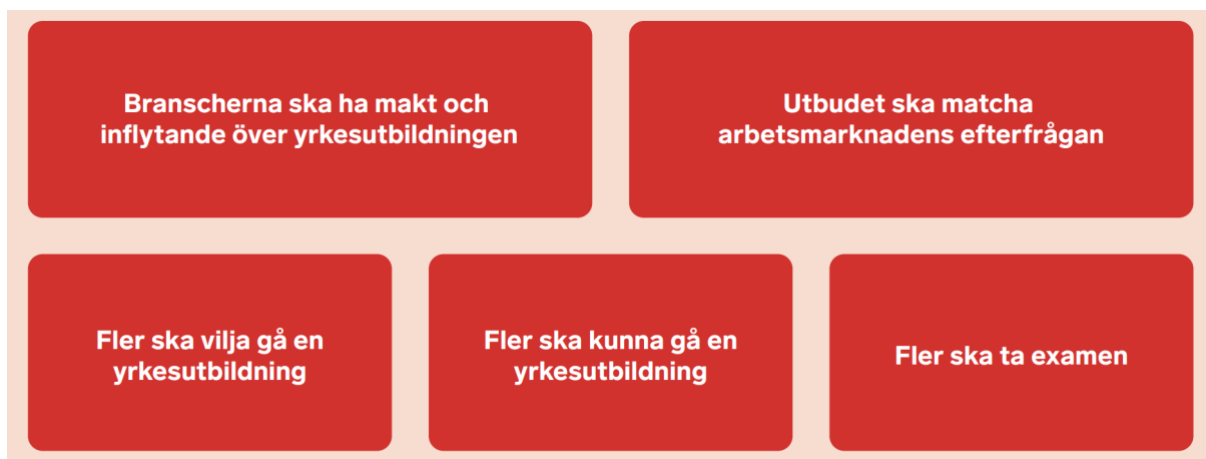 Branscherna ska ha makt och
inflytande över yrkesutbildningen
Utbudet ska matcha
arbetsmarknadens efterfrågan
Fler ska vilja gå en
yrkesutbildning
Fler ska kunna gå en
yrkesutbildning
Fler ska ta examen